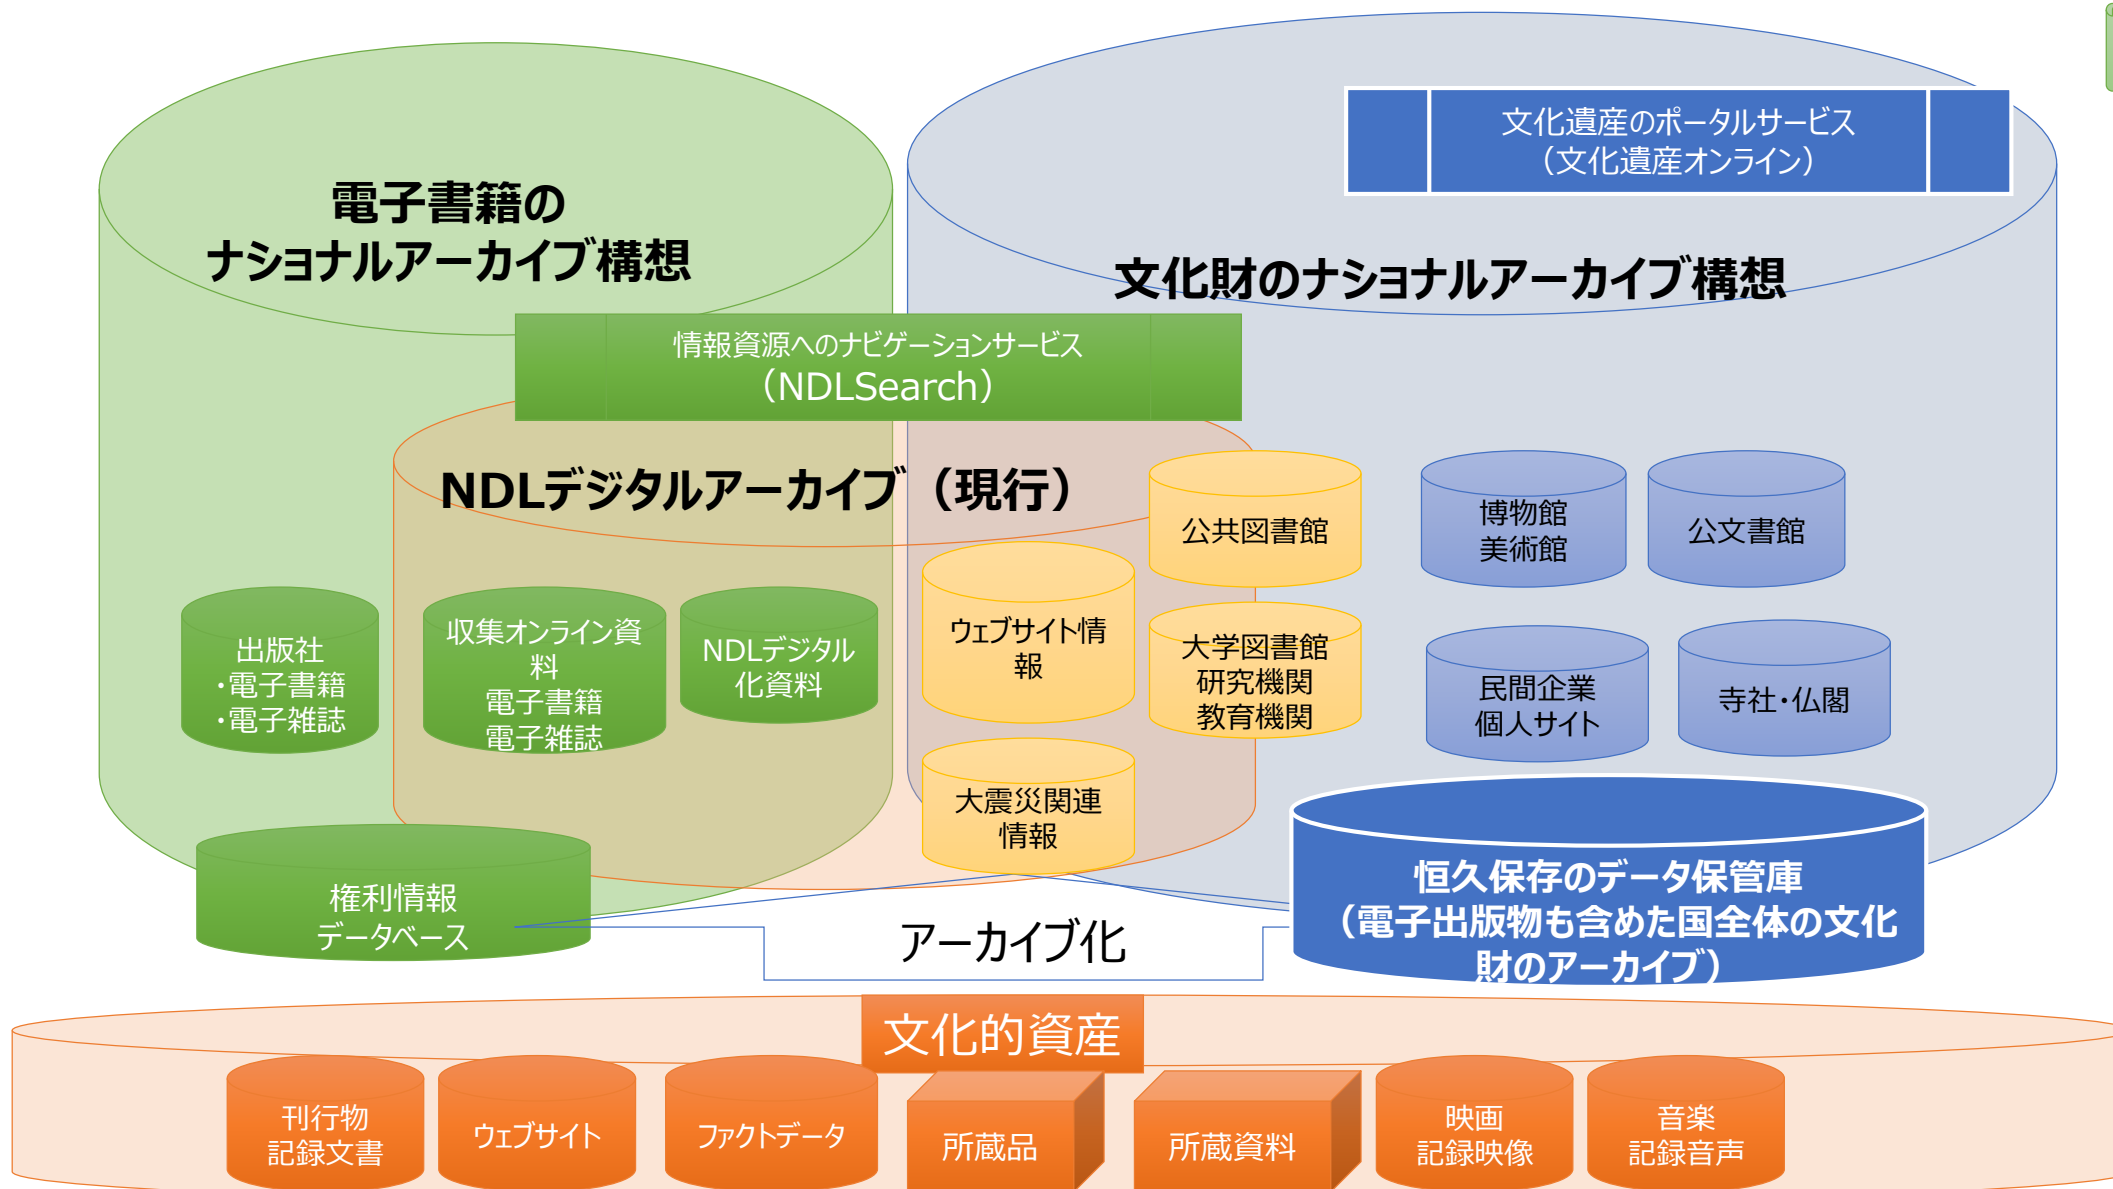 文化遺産のポータルサービス
（文化遺産オンライン）
電子書籍の
ナショナルアーカイブ構想
文化財のナショナルアーカイブ構想
情報資源へのナビゲーションサービス
（NDLSearch）
NDLデジタルアーカイブ（現行）
公共図書館
博物館
美術館
公文書館
出版社
・電子書籍
・電子雑誌
収集オンライン資
料
電子書籍
電子雑誌
NDLデジタル
化資料
ウェブサイト情
報
大学図書館
研究機関
教育機関
民間企業
個人サイト
寺社・仏閣
大震災関連
情報
権利情報
データベース
恒久保存のデータ保管庫
（電子出版物も含めた国全体の文化
財のアーカイブ）
アーカイブ化
文化的資産
刊行物
記録文書
ウェブサイト
ファクトデータ
所蔵品
所蔵資料
映画
記録映像
音楽
記録音声